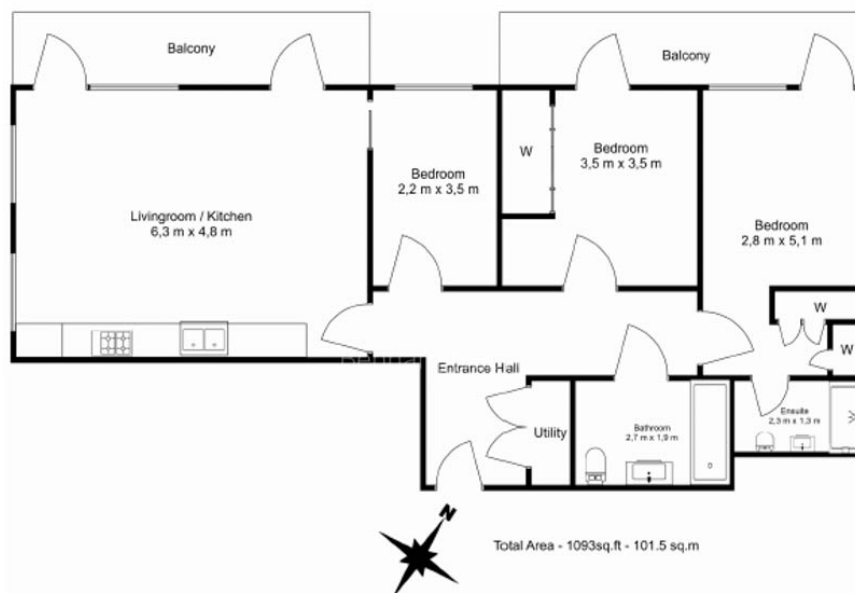 Balcony
Balcony
Bedroom
2,2 m x 3,5 m
W
Bedroom
3,5 m x 3,5 m
Livingroom / Kitchen
6,3 m x 4,8 m
Bedroom
2,8 m x 5,1 m
W
W
Entrance Hall
Utility
Bathroom
2,7 m x 1,9 m
Ensuite
2,3 m x 1,3 m
N
Total Area - 1093sq.ft - 101.5 sq.m